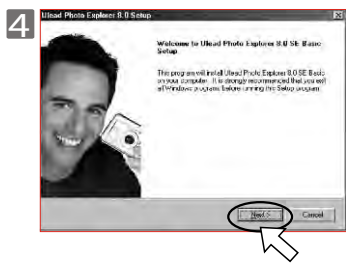 4
Ulead Photo Explorer 8.0 Setup
Welcome to Ulead Photo Explorer 8.0 SE Basic
Setup
This program will install Ulead Photo Explorer 8.0 SE Basic
on your computer. It is strongly recommended that you exit
all Windows programs before running this Setup program.
Next >
Cancel